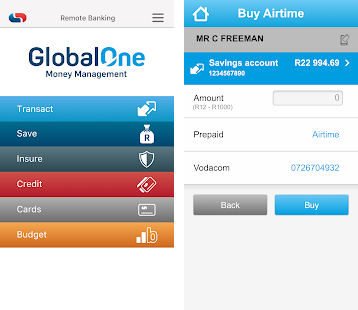 Remote Banking
GlobalOne
Money Management
Transact
Save
R
Insure
Credit
Cards
Budget
b
Buy Airtime
MR C FREEMAN
Savings account R22 994.69
1234567890
Amount 0
(R12 - R1000)
Prepaid Airtime
Vodacom 0726704932
Back Buy